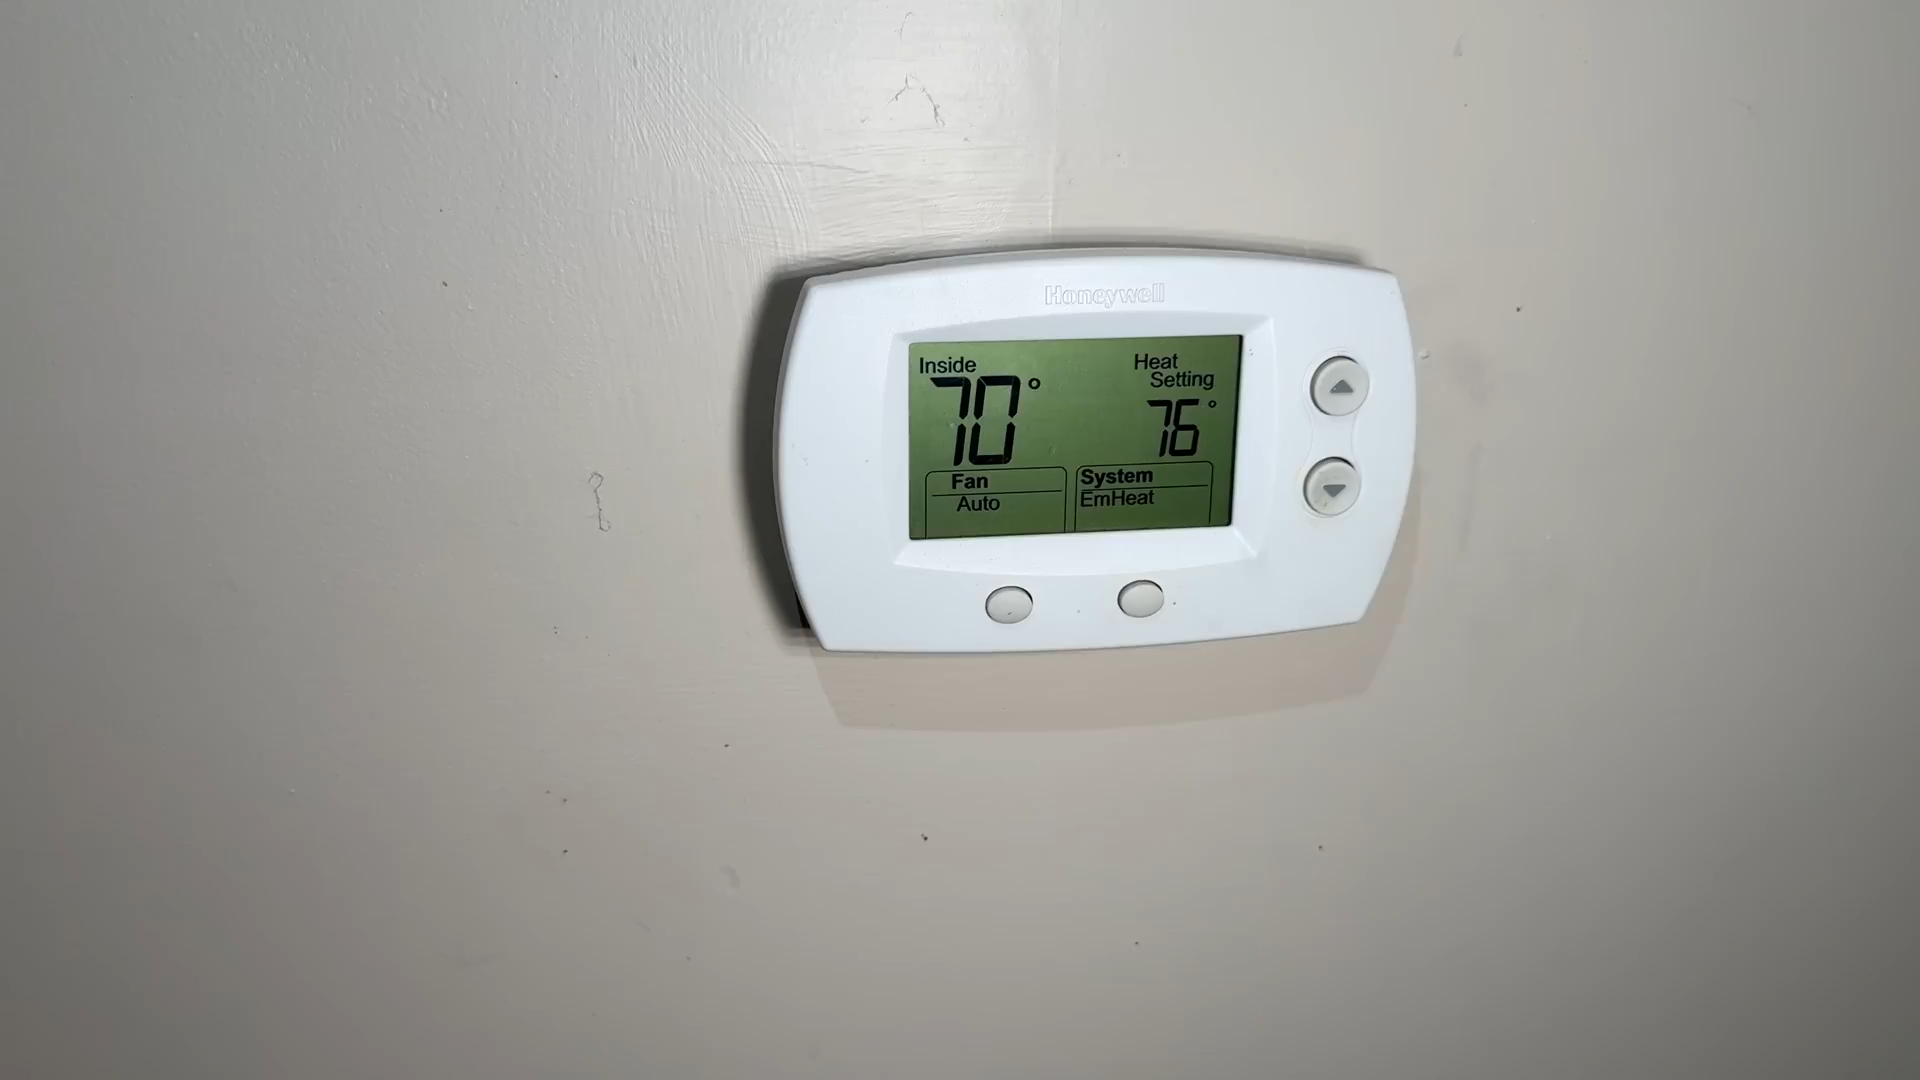 Honeywell
Inside
70°
Heat
Setting
76°
Fan
Auto
System
EmHeat